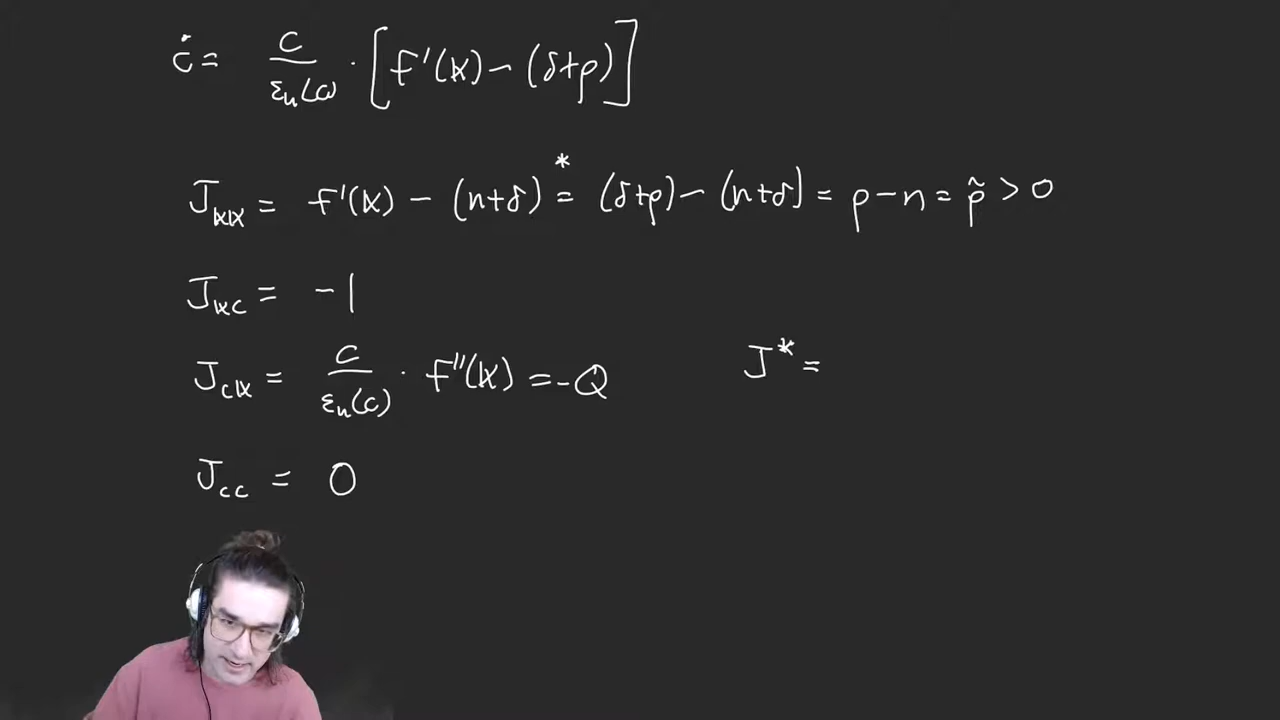 ċ = c / ε_u(c) · [f'(k) − (δ+ρ)]
J_kk = f'(k) − (n+δ) =* (δ+ρ) − (n+δ) = ρ − n = ρ̃ > 0
J_kc = −1
J_ck = c / ε_u(c) · f''(k) = −Q
J* =
J_cc = 0